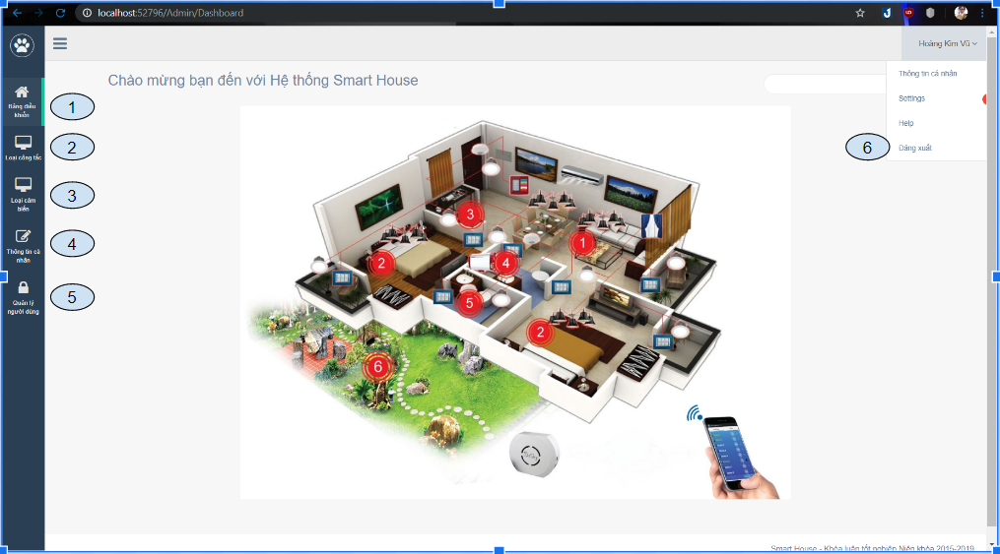 localhost:52796/Admin/Dashboard
Hoàng Kim Vũ
Chào mừng bạn đến với Hệ thống Smart House
Thông tin cá nhân
Settings
Help
6
Đăng xuất
Bảng điều
khiển
1
Loại công tắc
2
Loại cảm
biến
3
Thông tin cá
nhân
4
Quản lý
người dùng
5
3
1
2
4
5
2
6
Smart House - Khóa luận tốt nghiệp Niên khóa 2015-2019